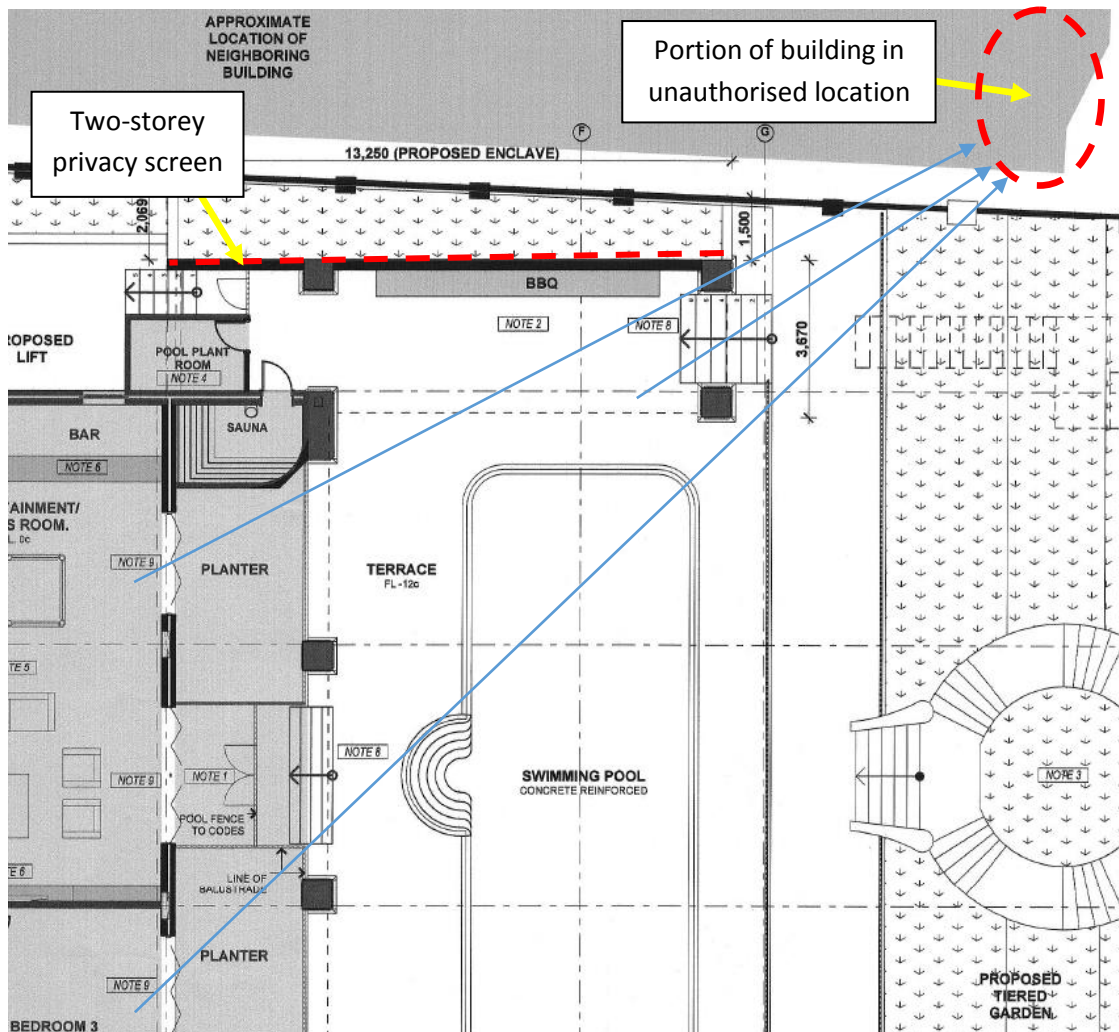 APPROXIMATE
LOCATION OF
NEIGHBORING
BUILDING
Portion of building in
unauthorised location
Two-storey
privacy screen
F
G
13,250 (PROPOSED ENCLAVE)
2,069
1,500
BBQ
NOTE 2
NOTE 8
3,670
ROPOSED
LIFT
POOL PLANT
ROOM
NOTE 4
SAUNA
BAR
NOTE 6
AINMENT/
S ROOM.
NOTE 9
PLANTER
TERRACE
FL -12c
TE 5
NOTE 9
NOTE 1
NOTE 8
SWIMMING POOL
CONCRETE REINFORCED
NOTE 3
POOL FENCE
TO CODES
LINE OF
BALUSTRADE
TE 6
PLANTER
NOTE 9
BEDROOM 3
PROPOSED
TIERED
GARDEN